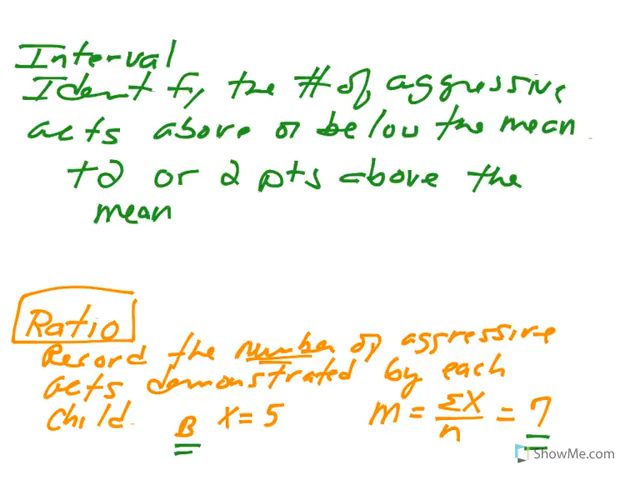 Interval
Identify the # of aggressive
acts above or below the mean
+2 or 2 pts above the
mean
Ratio
Record the number of aggressive
acts demonstrated by each
child.
B X = 5 M = ΣX/n = 7
ShowMe.com